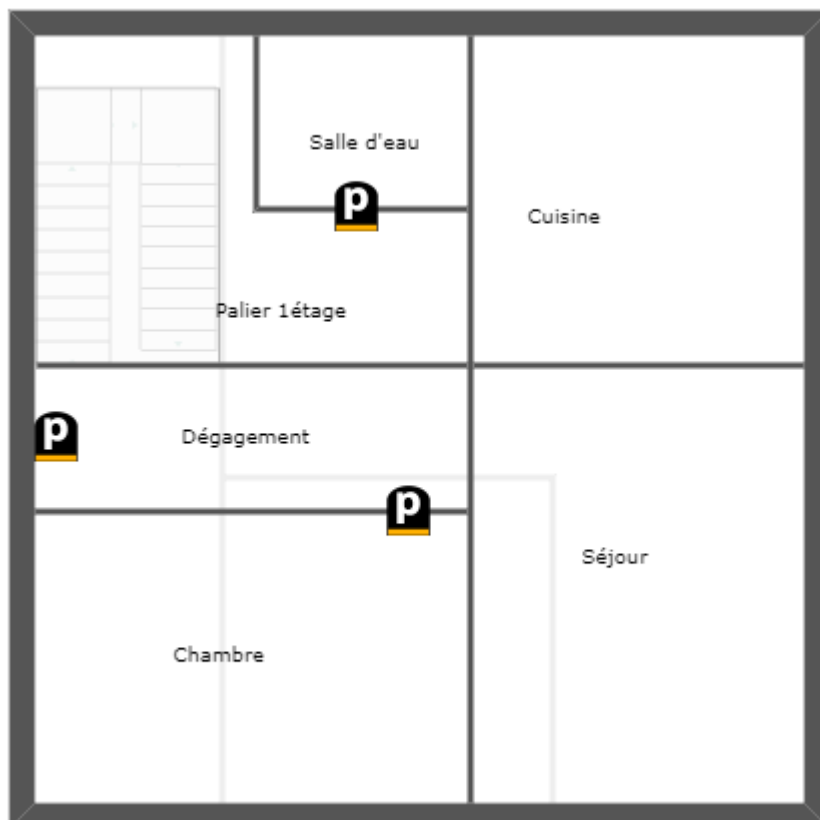 Salle d'eau
p
Cuisine
Palier 1étage
p
Dégagement
p
Séjour
Chambre